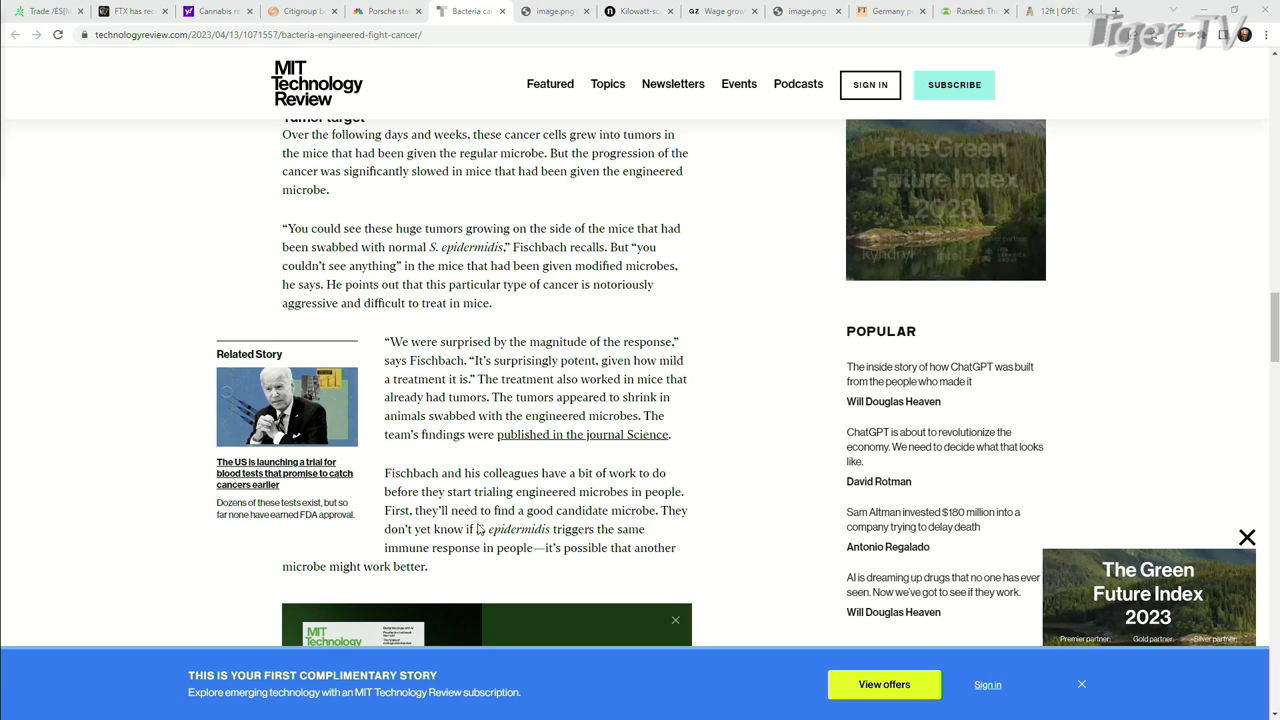 Trade /ES[M
FTX has rec
Cannabis re
Citigroup b
Porsche sta
Bacteria ca
image.png
Kilowatt-sc
Wage grow
image.png
Germany p
Ranked: The
12ft | OPEC
Tiger-TV
technologyreview.com/2023/04/13/1071557/bacteria-engineered-fight-cancer/
MIT
Technology
Review
Featured
Topics
Newsletters
Events
Podcasts
SIGN IN
SUBSCRIBE
Tumor target
Over the following days and weeks, these cancer cells grew into tumors in
the mice that had been given the regular microbe. But the progression of the
cancer was significantly slowed in mice that had been given the engineered
microbe.
“You could see these huge tumors growing on the side of the mice that had
been swabbed with normal S. epidermidis,” Fischbach recalls. But “you
couldn’t see anything” in the mice that had been given modified microbes,
he says. He points out that this particular type of cancer is notoriously
aggressive and difficult to treat in mice.
Related Story
The US is launching a trial for
blood tests that promise to catch
cancers earlier
Dozens of these tests exist, but so
far none have earned FDA approval.
“We were surprised by the magnitude of the response,”
says Fischbach. “It’s surprisingly potent, given how mild
a treatment it is.” The treatment also worked in mice that
already had tumors. The tumors appeared to shrink in
animals swabbed with the engineered microbes. The
team’s findings were published in the journal Science.
Fischbach and his colleagues have a bit of work to do
before they start trialing engineered microbes in people.
First, they’ll need to find a good candidate microbe. They
don’t yet know if epidermidis triggers the same
immune response in people—it’s possible that another
microbe might work better.
MIT
Technology
The Green
Future Index
2023
kyndryl
intel
POPULAR
The inside story of how ChatGPT was built
from the people who made it
Will Douglas Heaven
ChatGPT is about to revolutionize the
economy. We need to decide what that looks
like.
David Rotman
Sam Altman invested $180 million into a
company trying to delay death
Antonio Regalado
AI is dreaming up drugs that no one has ever
seen. Now we’ve got to see if they work.
Will Douglas Heaven
The Green
Future Index
2023
Premier partner:
Gold partner:
Silver partner:
THIS IS YOUR FIRST COMPLIMENTARY STORY
Explore emerging technology with an MIT Technology Review subscription.
View offers
Sign in